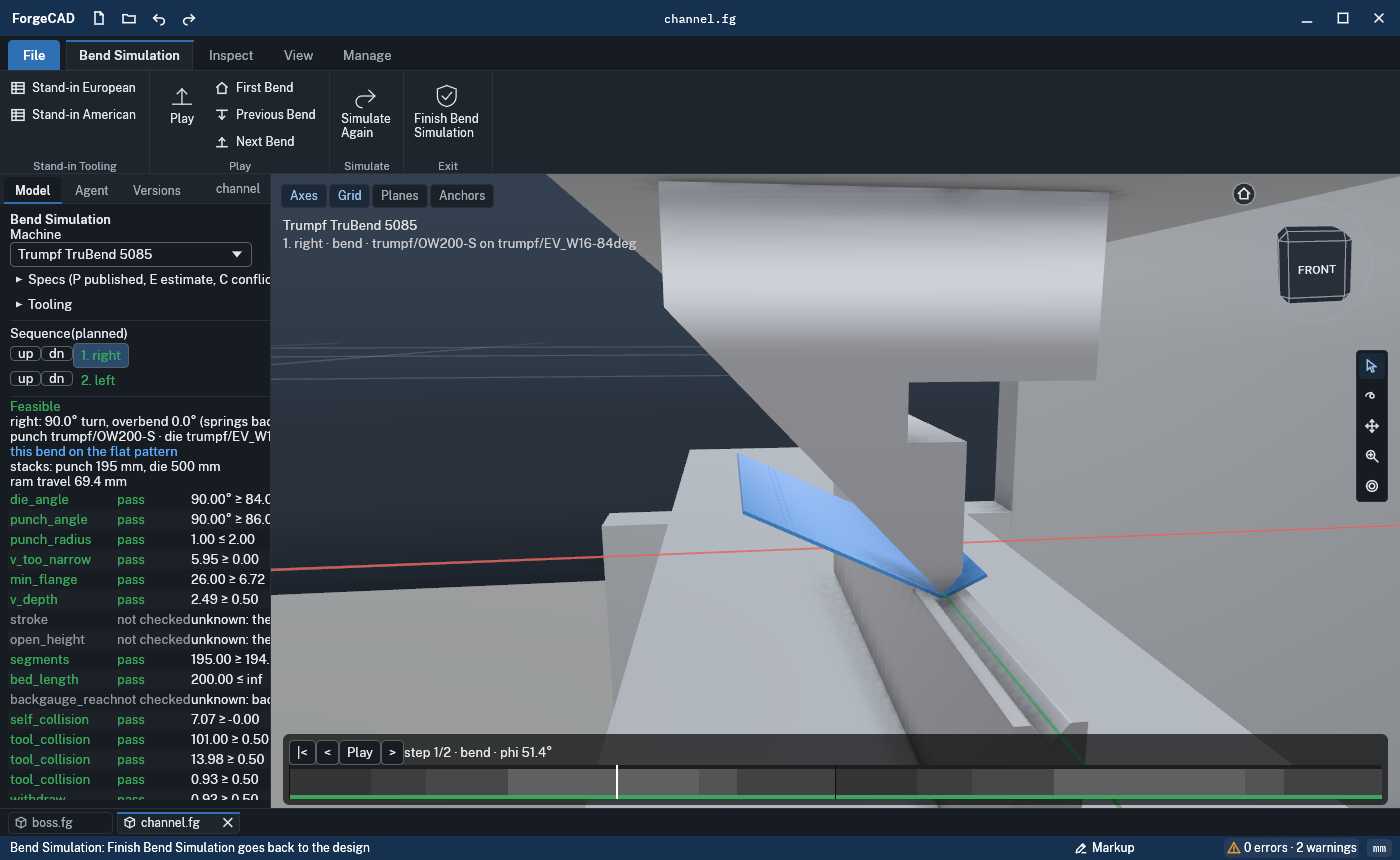 ForgeCAD
channel.fg
File
Bend Simulation
Inspect
View
Manage
Stand-in European
Stand-in American
Stand-in Tooling
Play
First Bend
Previous Bend
Next Bend
Play
Simulate
Again
Simulate
Finish Bend
Simulation
Exit
Model
Agent
Versions
channel
Bend Simulation
Machine
Trumpf TruBend 5085
Specs (P published, E estimate, C conflic
Tooling
Sequence(planned)
up dn 1. right
up dn 2. left
Feasible
right: 90.0° turn, overbend 0.0° (springs bac
punch trumpf/OW200-S · die trumpf/EV_W1
this bend on the flat pattern
stacks: punch 195 mm, die 500 mm
ram travel 69.4 mm
die_angle pass 90.00° ≥ 84.0
punch_angle pass 90.00° ≥ 86.0
punch_radius pass 1.00 ≤ 2.00
v_too_narrow pass 5.95 ≥ 0.00
min_flange pass 26.00 ≥ 6.72
v_depth pass 2.49 ≥ 0.50
stroke not checked unknown: the
open_height not checked unknown: the
segments pass 195.00 ≥ 194.
bed_length pass 200.00 ≤ inf
backgauge_reach not checked unknown: bac
self_collision pass 7.07 ≥ -0.00
tool_collision pass 101.00 ≥ 0.50
tool_collision pass 13.98 ≥ 0.50
tool_collision pass 0.93 ≥ 0.50
withdraw pass 0.93 ≥ 0.50
Axes
Grid
Planes
Anchors
Trumpf TruBend 5085
1. right · bend · trumpf/OW200-S on trumpf/EV_W16-84deg
FRONT
|< < Play > step 1/2 · bend · phi 51.4°
boss.fg
channel.fg
Bend Simulation: Finish Bend Simulation goes back to the design
Markup
0 errors · 2 warnings
mm